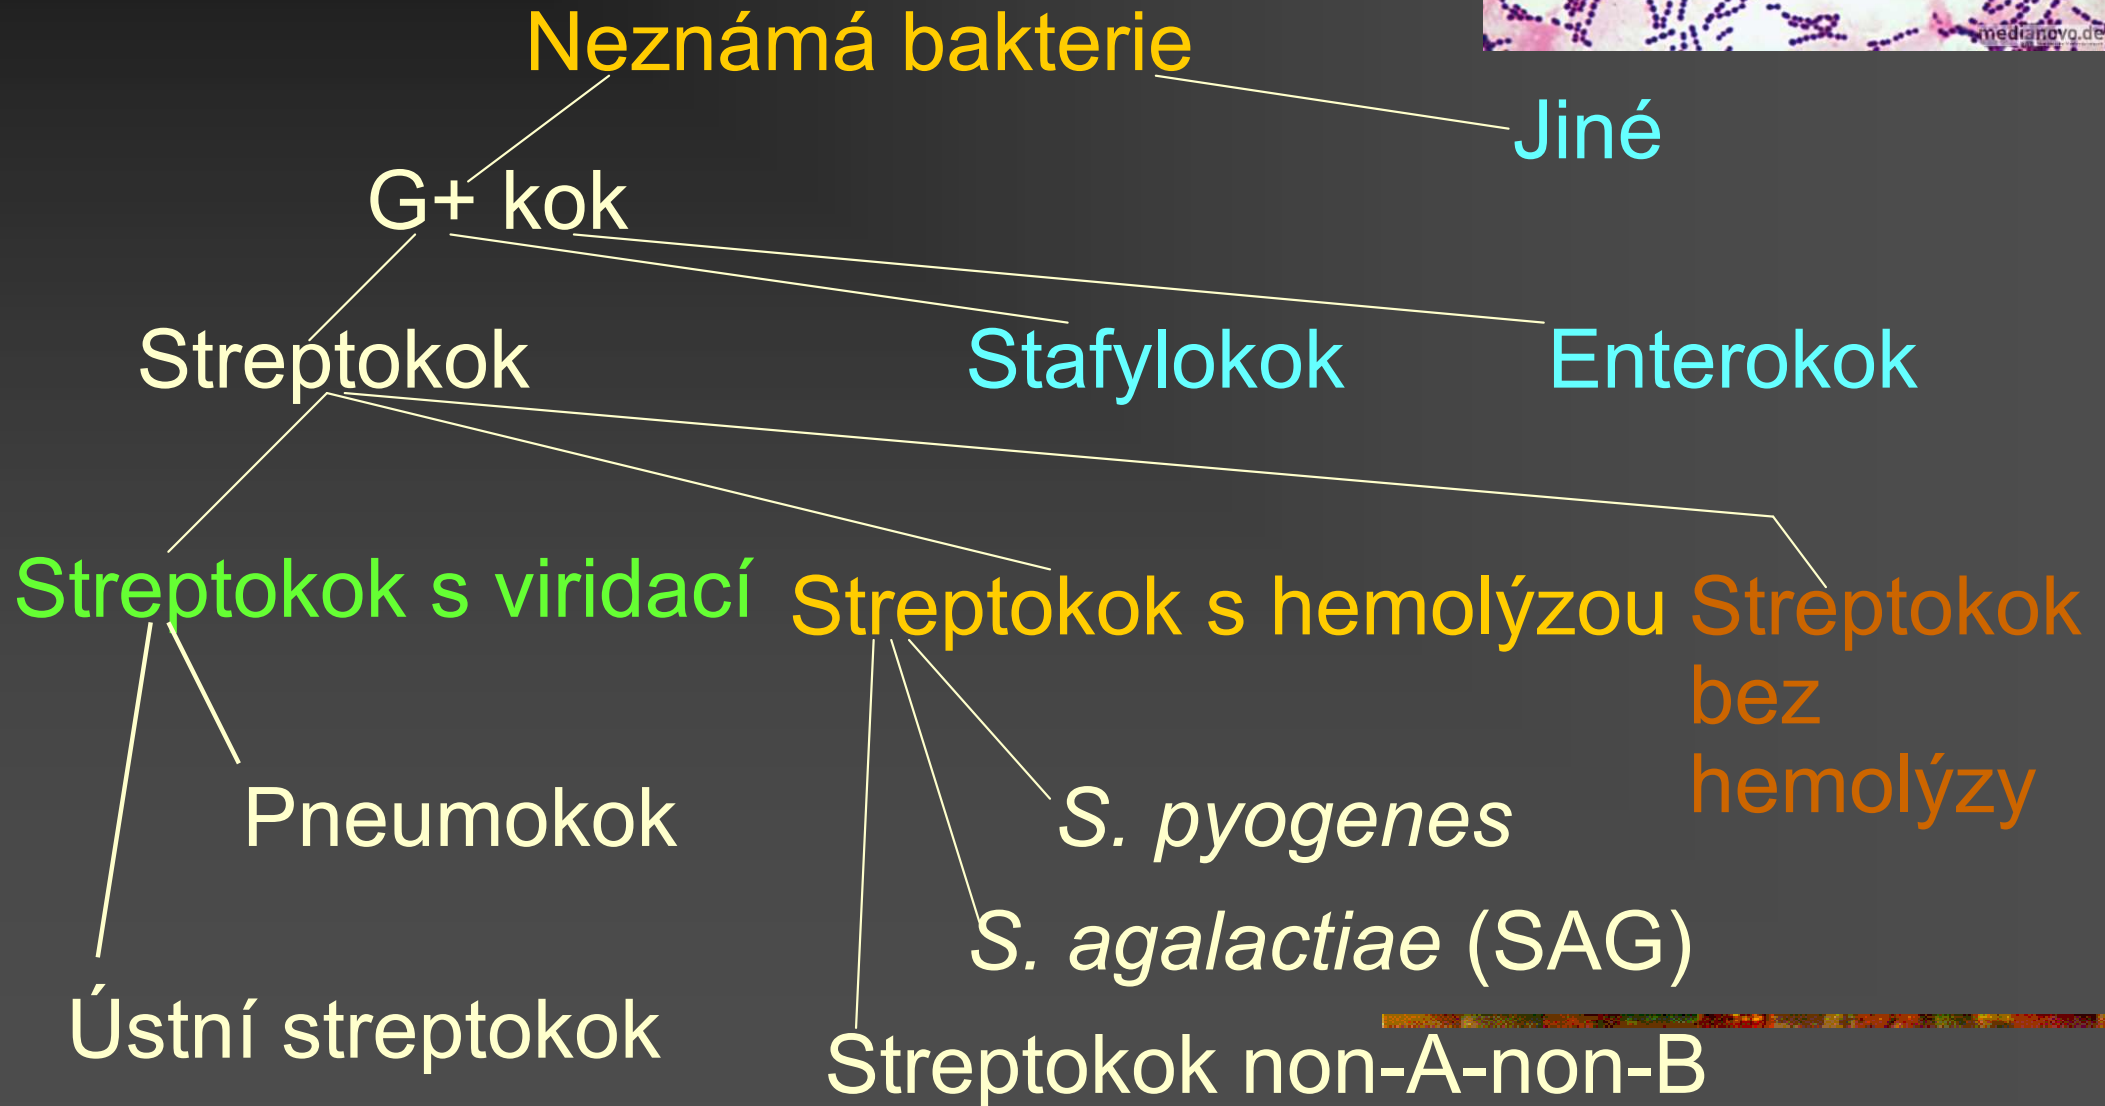 Neznámá bakterie
medianovo.de
Jiné
G+ kok
Streptokok
Stafylokok
Enterokok
Streptokok s viridací
Streptokok s hemolýzou
Streptokok
bez
hemolýzy
Pneumokok
S. pyogenes
S. agalactiae (SAG)
Ústní streptokok
Streptokok non-A-non-B